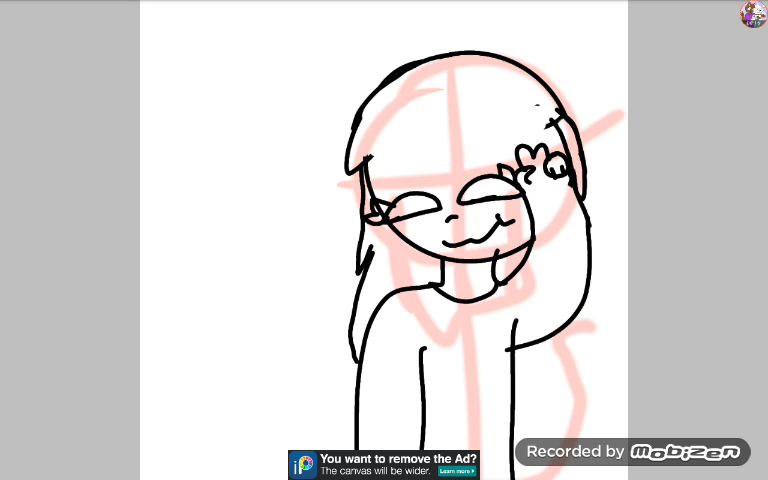 You want to remove the Ad?
The canvas will be wider.
Learn more
Recorded by MobiZen